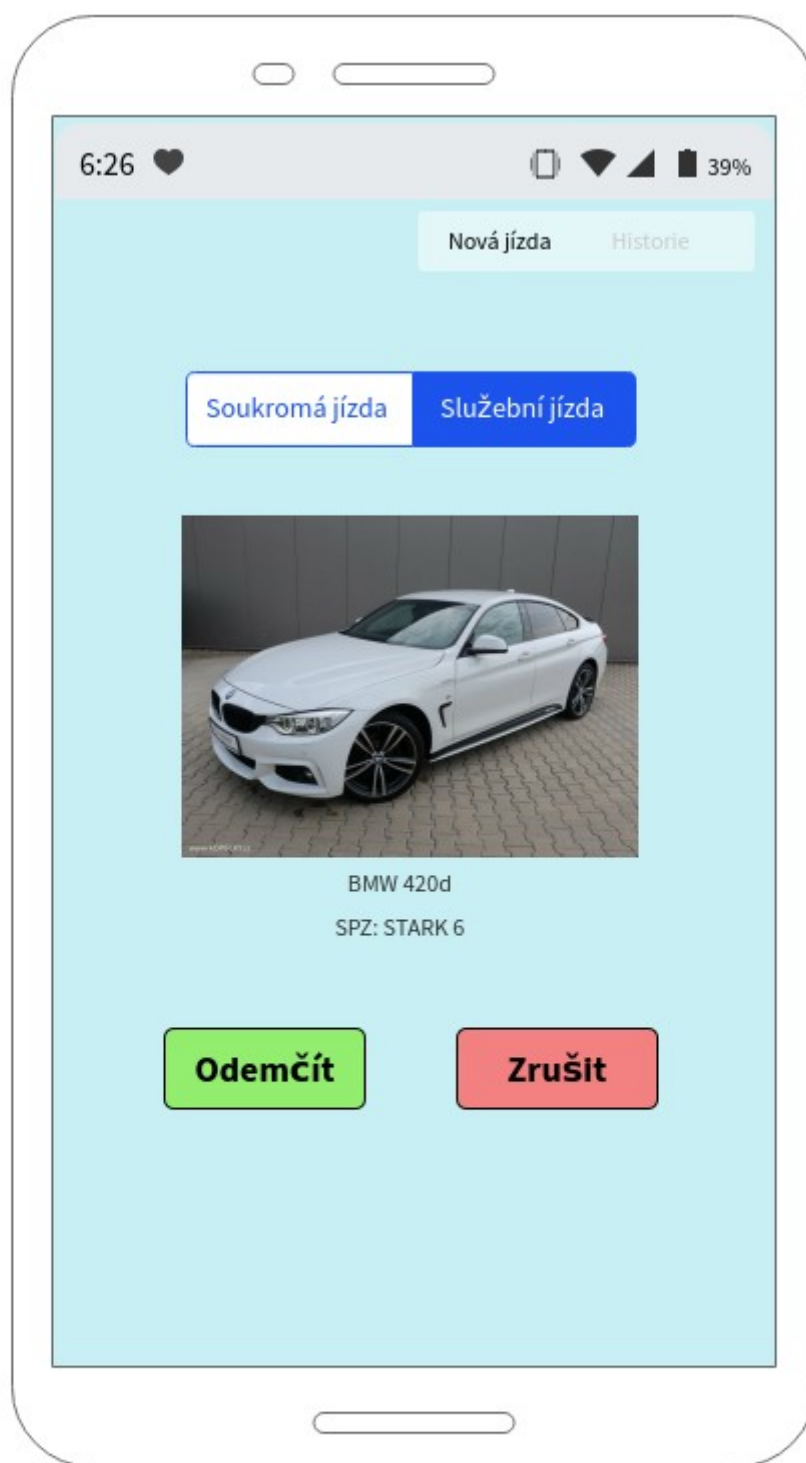 6:26 39%
Nová jízda Historie
Soukromá jízda Služební jízda
BMW 420d
SPZ: STARK 6
Odemčít Zrušit